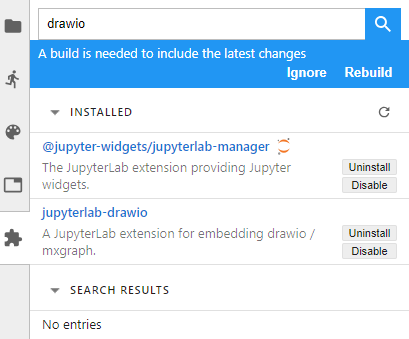 drawio
A build is needed to include the latest changes
Ignore Rebuild
INSTALLED
@jupyter-widgets/jupyterlab-manager
The JupyterLab extension providing Jupyter
widgets.
Uninstall
Disable
jupyterlab-drawio
A JupyterLab extension for embedding drawio /
mxgraph.
Uninstall
Disable
SEARCH RESULTS
No entries